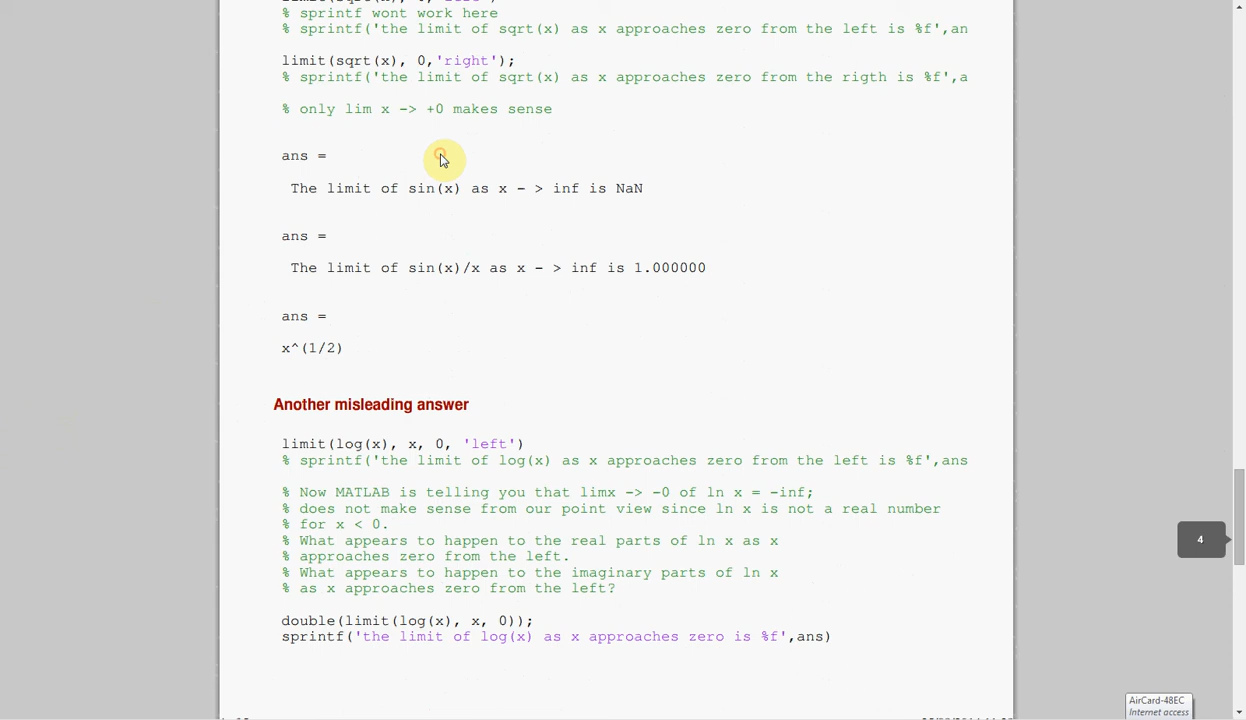 % sprintf wont work here
% sprintf('the limit of sqrt(x) as x approaches zero from the left is %f',an
limit(sqrt(x), 0,'right');
% sprintf('the limit of sqrt(x) as x approaches zero from the rigth is %f',a
% only lim x -> +0 makes sense
ans =
The limit of sin(x) as x - > inf is NaN
ans =
The limit of sin(x)/x as x - > inf is 1.000000
ans =
x^(1/2)
Another misleading answer
limit(log(x), x, 0, 'left')
% sprintf('the limit of log(x) as x approaches zero from the left is %f',ans
% Now MATLAB is telling you that limx -> -0 of ln x = -inf;
% does not make sense from our point view since ln x is not a real number
% for x < 0.
% What appears to happen to the real parts of ln x as x
% approaches zero from the left.
% What appears to happen to the imaginary parts of ln x
% as x approaches zero from the left?
4
double(limit(log(x), x, 0));
sprintf('the limit of log(x) as x approaches zero is %f',ans)
AirCard-48EC
Internet access